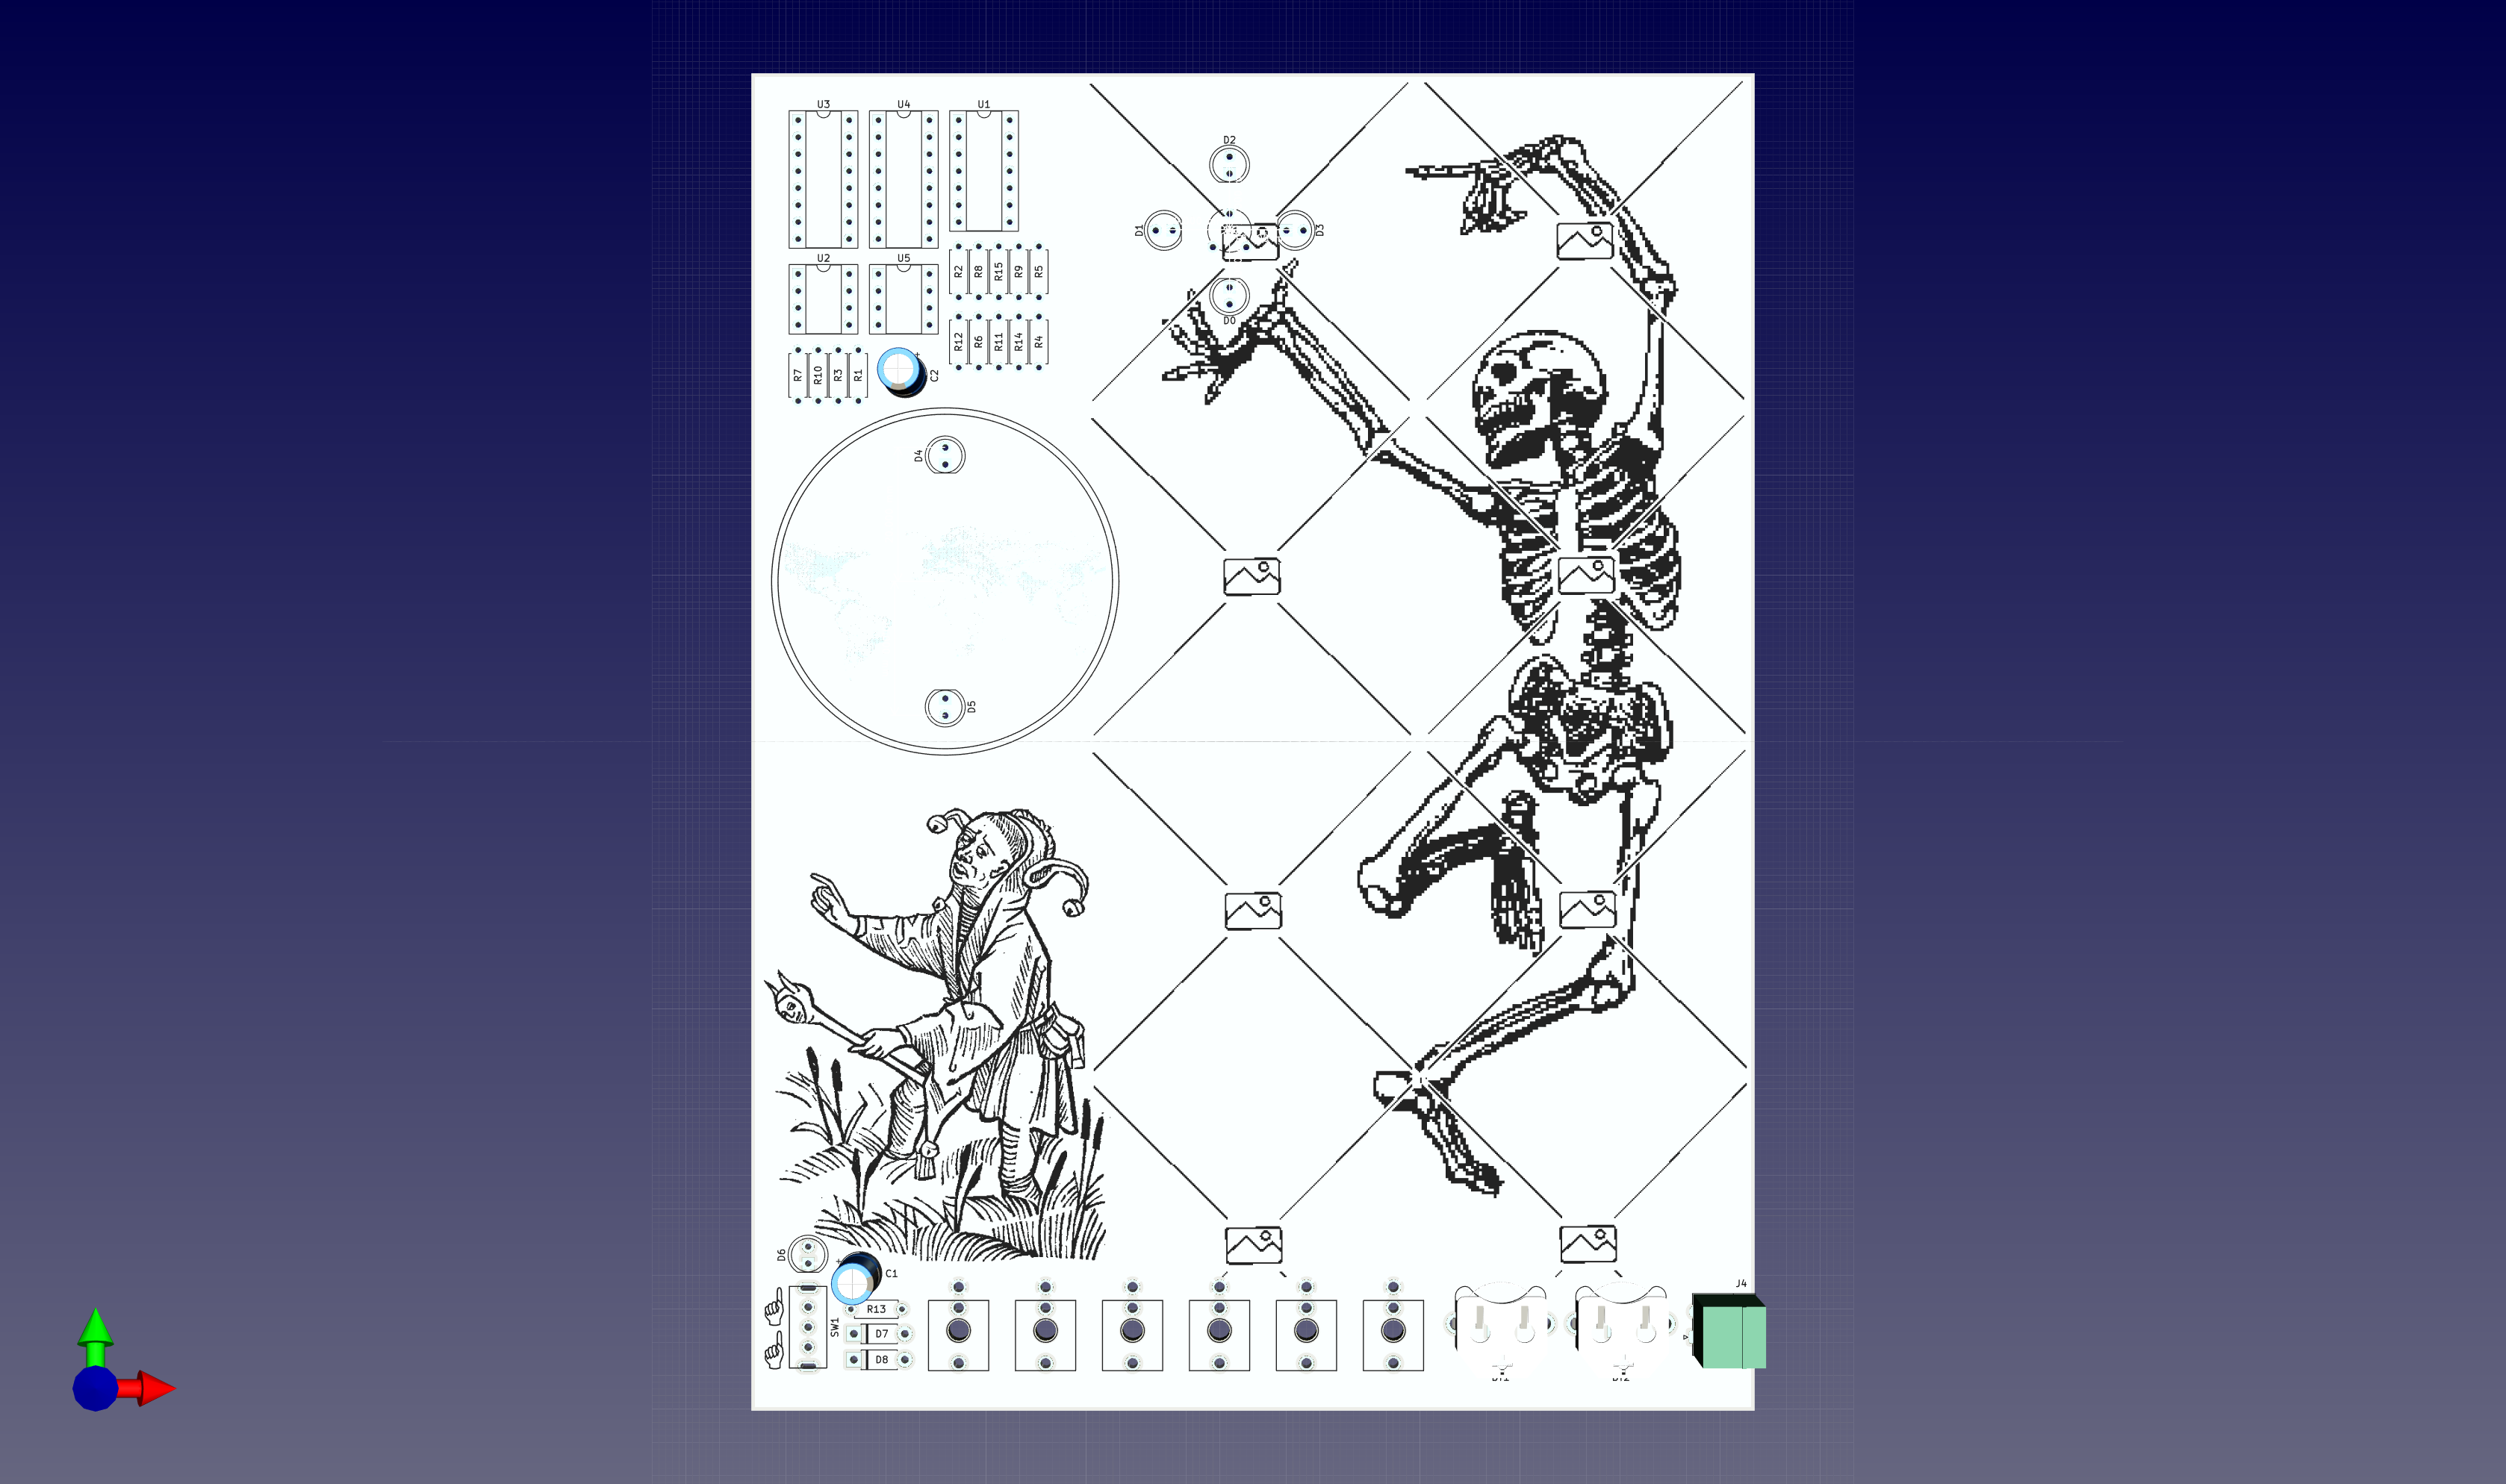 U3 U4 U1
D2
D1 D3
U2 U5
R2 R8 R15 R9 R5
D0
R12 R6 R11 R14 R4
R7 R10 R3 R1 + C2
D4
D5
D6
+ C1
J4
R13
SW1
D7
D8